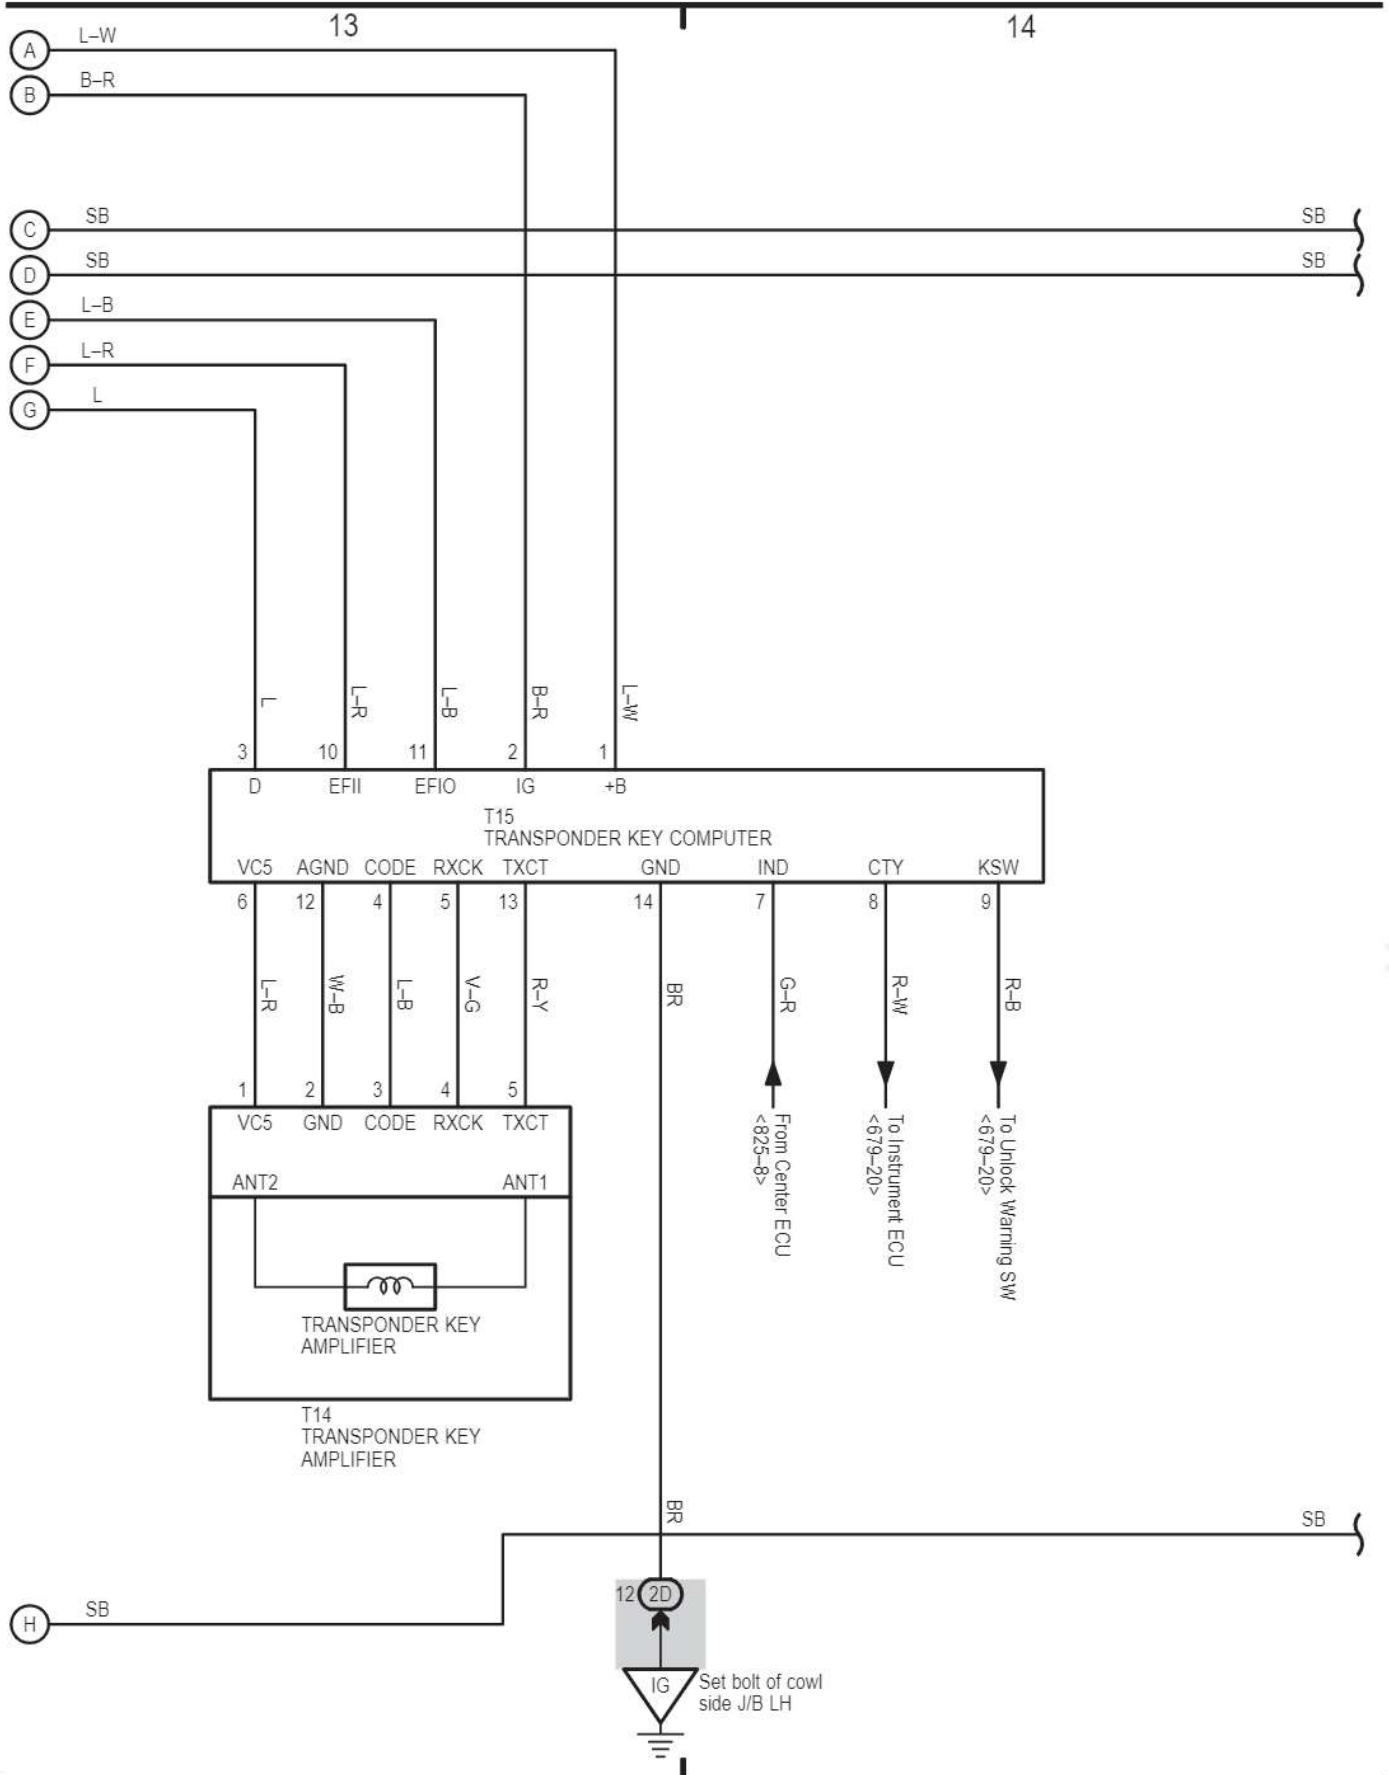 13
14
A
L–W
B
B–R
C
SB
SB
D
SB
SB
E
L–B
F
L–R
G
L
L
L–R
L–B
B–R
L–W
3
10
11
2
1
D
EFII
EFIO
IG
+B
T15
TRANSPONDER KEY COMPUTER
VC5
AGND
CODE
RXCK
TXCT
GND
IND
CTY
KSW
6
12
4
5
13
14
7
8
9
L–R
W–B
L–B
V–G
R–Y
BR
G–R
R–W
R–B
1
2
3
4
5
VC5
GND
CODE
RXCK
TXCT
From Center ECU
<825–8>
To Instrument ECU
<679–20>
To Unlock Warning SW
<679–20>
ANT2
ANT1
TRANSPONDER KEY
AMPLIFIER
T14
TRANSPONDER KEY
AMPLIFIER
BR
SB
12
2D
H
SB
IG
Set bolt of cowl
side J/B LH